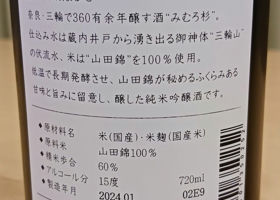 奈良・三輪で360有余年醸す酒“みむろ杉”。
仕込み水は蔵内井戸から湧き出る御神体“三輪山”
の伏流水、米は“山田錦”を100%使用。
低温で長期発酵させ、山田錦が秘めるふくらみある
甘味と旨みに留意し、醸した純米吟醸酒です。
◆原材料名 米(国産)・米麹(国産米)
◆原料米 山田錦100%
◆精米歩合 60%
◆アルコール分 15度 720ml
◆製造年月 2024.01 02E9